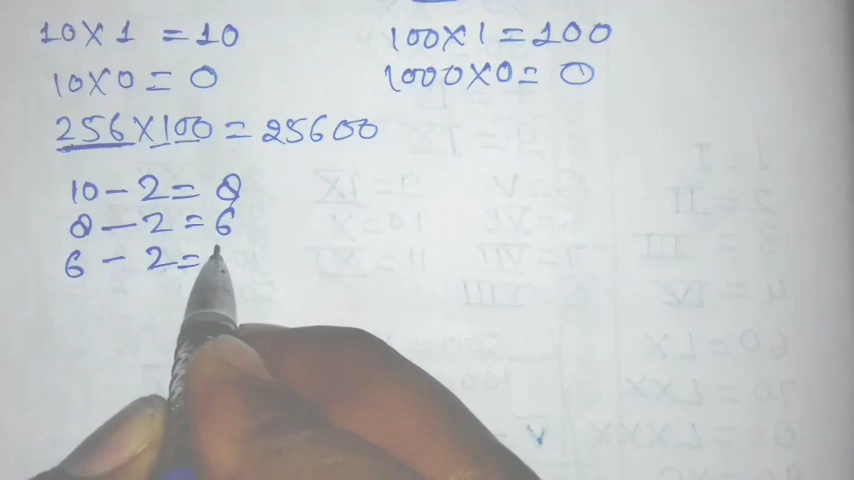 10 X 1 = 10 100 X 1 = 100
10 X 0 = 0 1000 X 0 = 0
256 X 100 = 25600
10 - 2 = 8
8 - 2 = 6
6 - 2 =